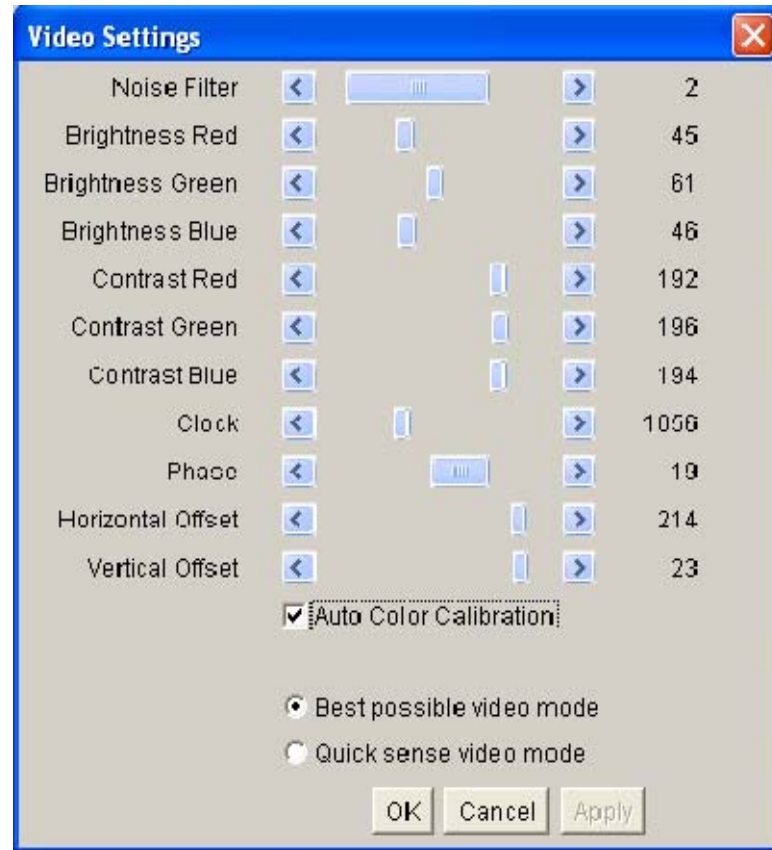 Video Settings
Noise Filter 2
Brightness Red 45
Brightness Green 61
Brightness Blue 46
Contrast Red 192
Contrast Green 196
Contrast Blue 194
Clock 1056
Phase 19
Horizontal Offset 214
Vertical Offset 23
Auto Color Calibration
Best possible video mode
Quick sense video mode
OK Cancel Apply